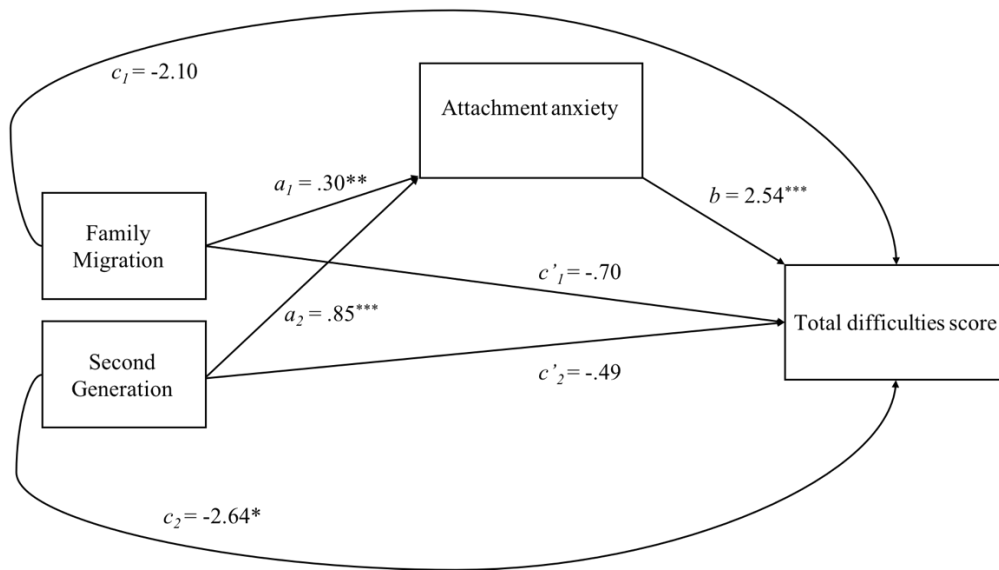 c1 = -2.10
Attachment anxiety
a1 = .30**
b = 2.54***
Family
Migration
c’1 = -.70
Total difficulties score
a2 = .85***
Second
Generation
c’2 = -.49
c2 = -2.64*